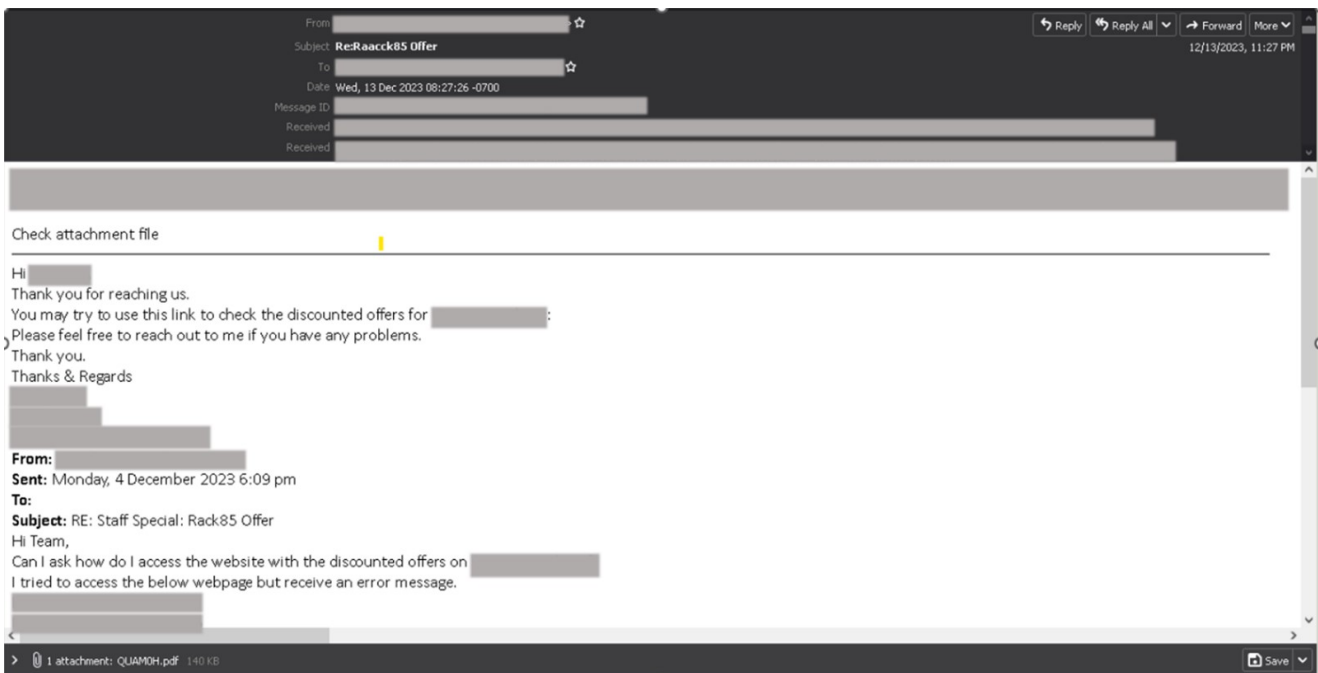 From
Reply Reply All Forward More
Subject Re:Raacck85 Offer
12/13/2023, 11:27 PM
To
Date Wed, 13 Dec 2023 08:27:26 -0700
Message ID
Received
Received
Check attachment file
Hi
Thank you for reaching us.
You may try to use this link to check the discounted offers for :
Please feel free to reach out to me if you have any problems.
Thank you.
Thanks & Regards
From:
Sent: Monday, 4 December 2023 6:09 pm
To:
Subject: RE: Staff Special: Rack85 Offer
Hi Team,
Can I ask how do I access the website with the discounted offers on
I tried to access the below webpage but receive an error message.
1 attachment: QUAM0H.pdf 140 KB
Save